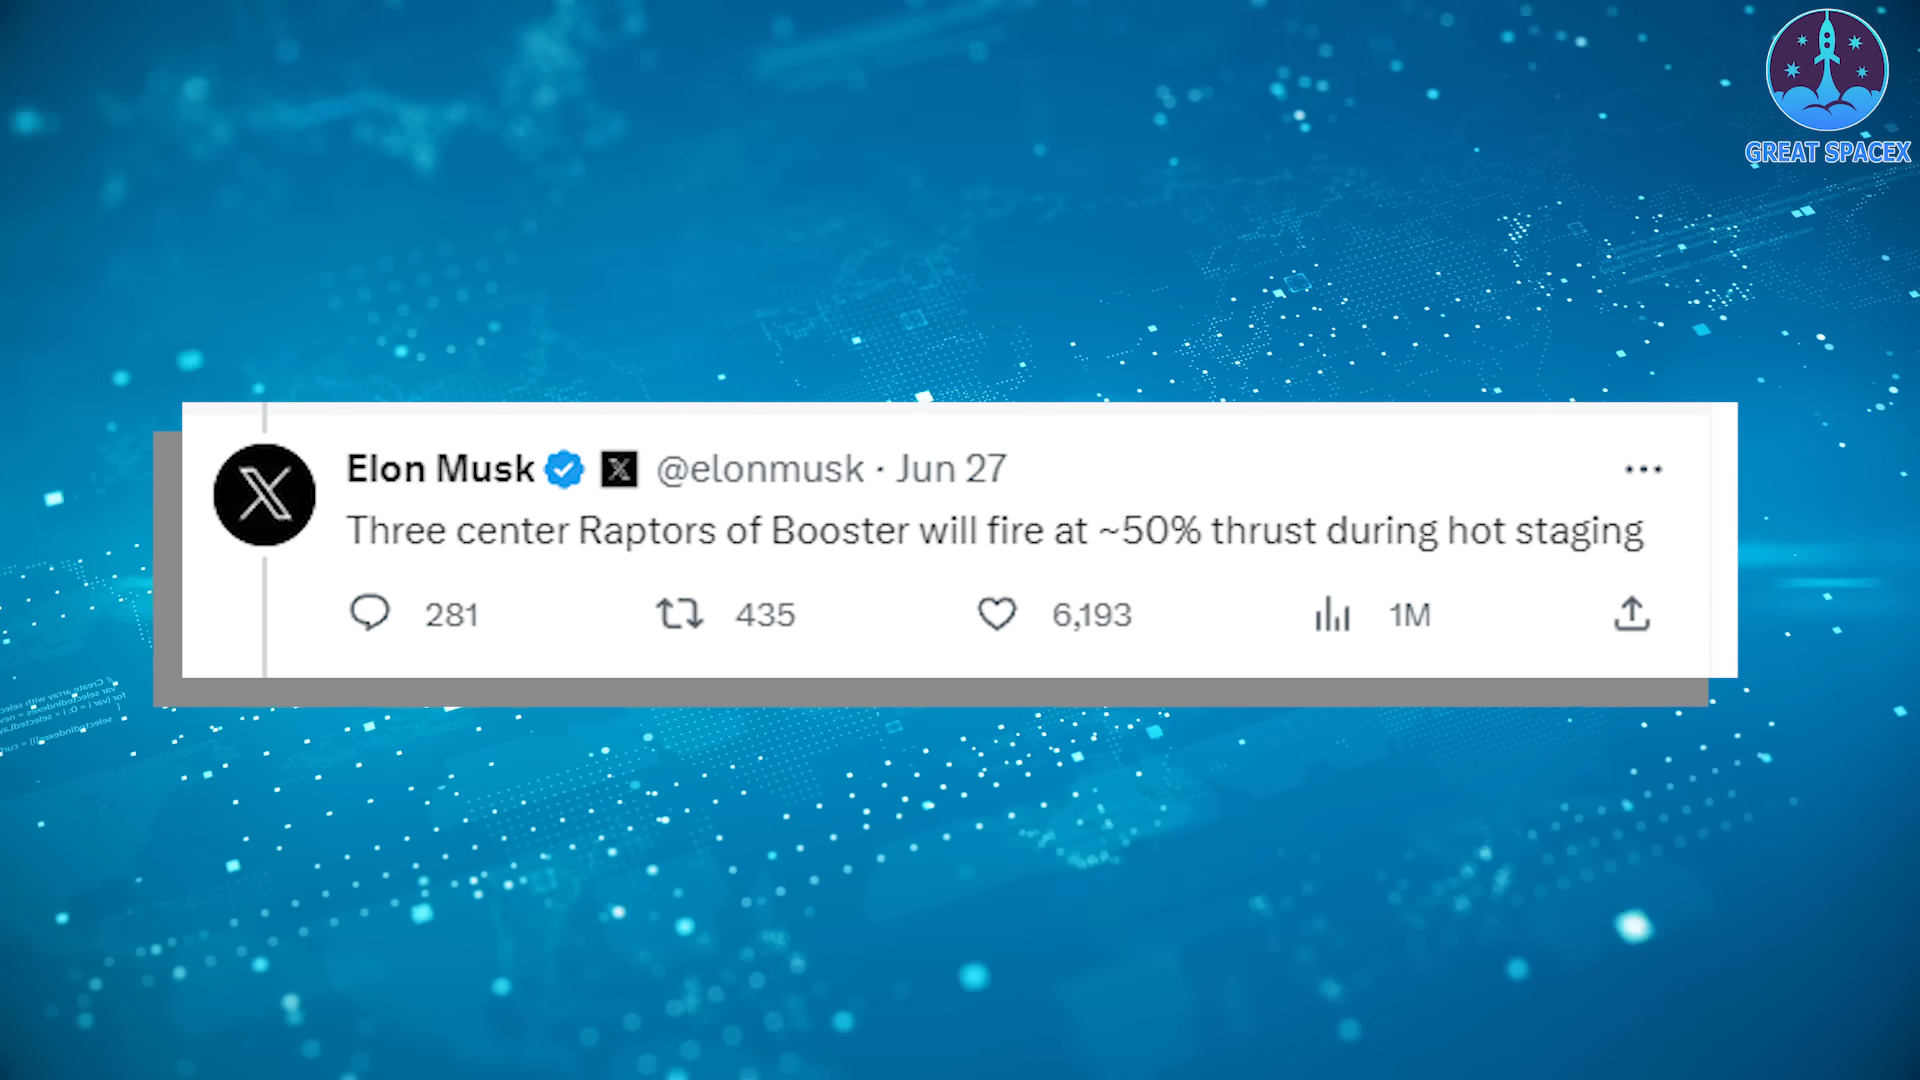 GREAT SPACEX
Elon Musk @elonmusk · Jun 27
Three center Raptors of Booster will fire at ~50% thrust during hot staging
281 435 6,193 1M